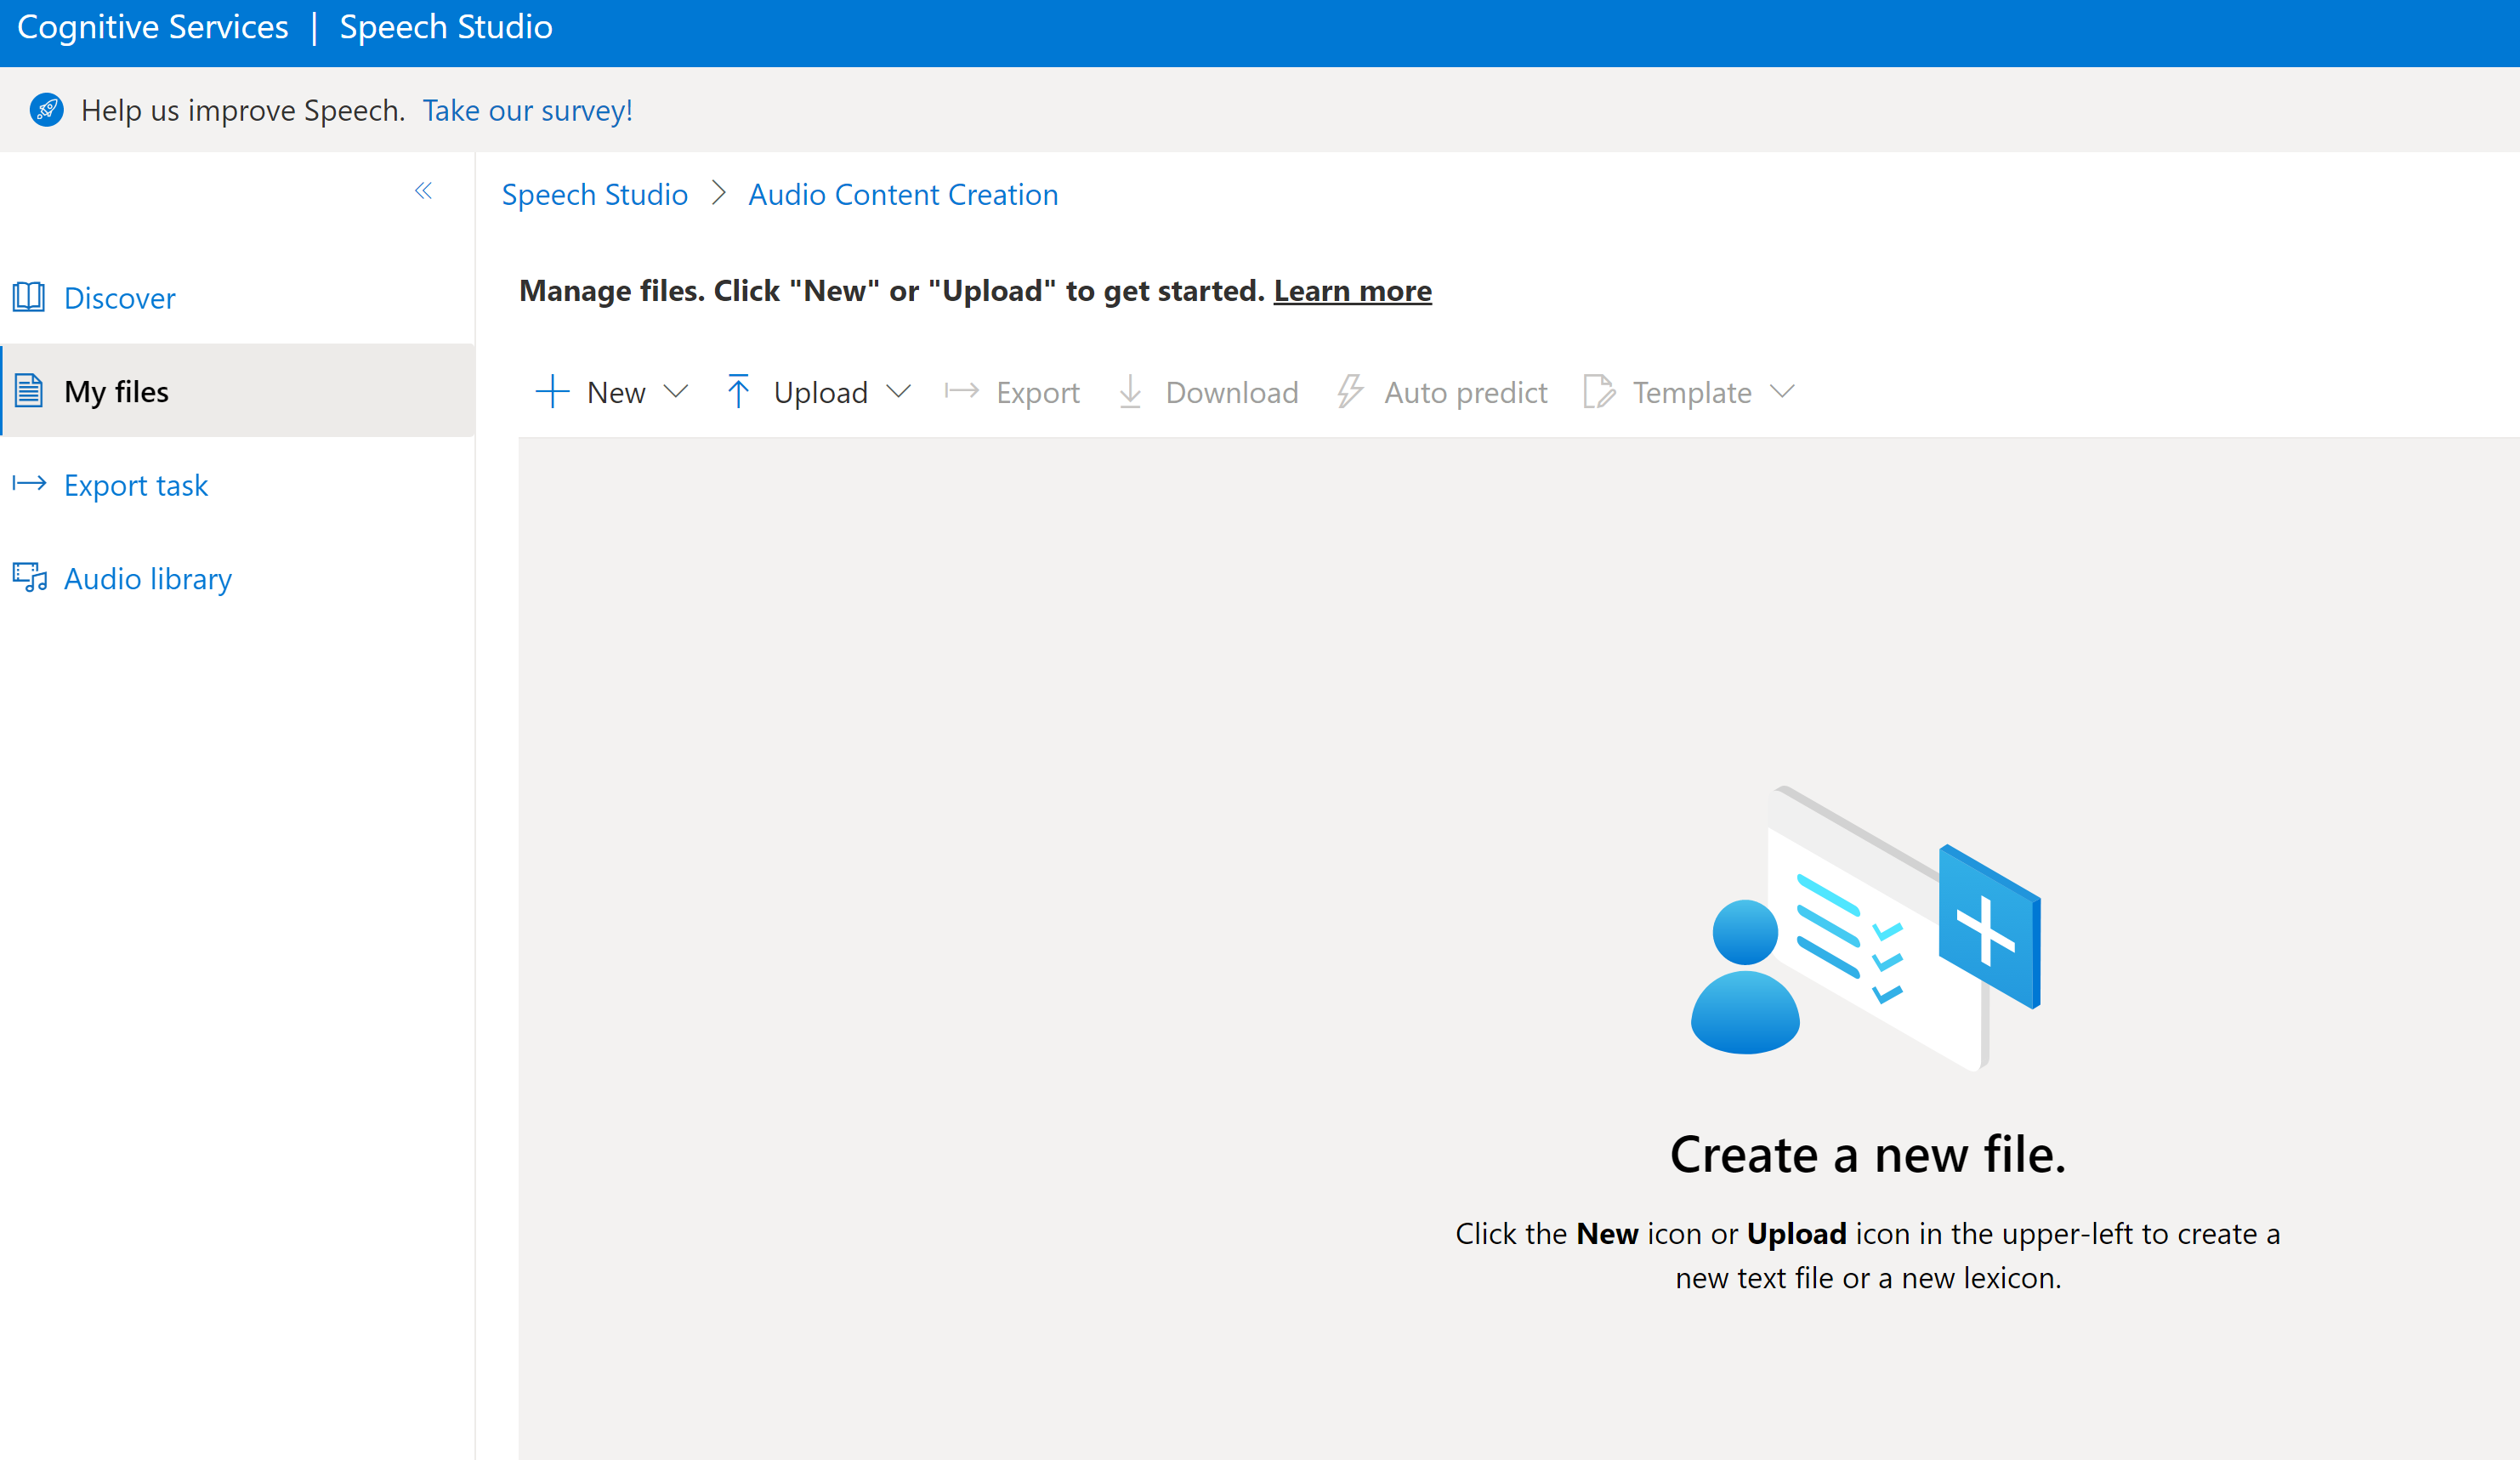 Cognitive Services | Speech Studio
Help us improve Speech. Take our survey!
Speech Studio > Audio Content Creation
Discover
My files
Export task
Audio library
Manage files. Click "New" or "Upload" to get started. Learn more
New Upload Export Download Auto predict Template
Create a new file.
Click the New icon or Upload icon in the upper-left to create a
new text file or a new lexicon.